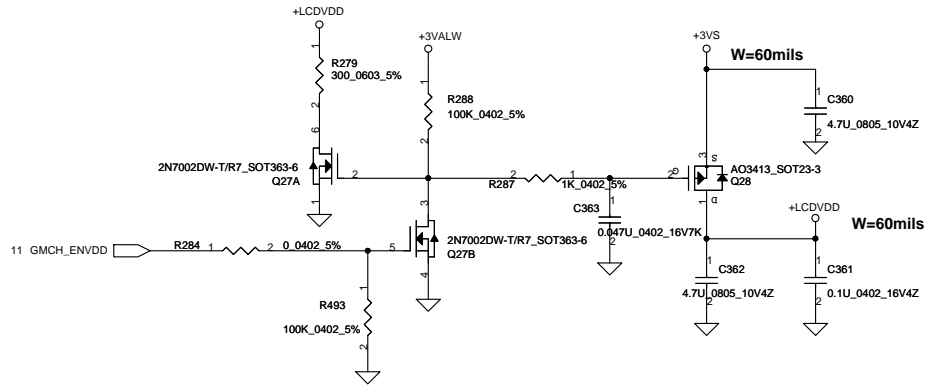 +LCDVDD
+3VALW
+3VS
W=60mils
1
R279
300_0603_5%
2
1
R288
100K_0402_5%
2
1
C360
4.7U_0805_10V4Z
2
6
2N7002DW-T/R7_SOT363-6
Q27A
2
1
R287
1
1K_0402_5%
2
G
3
S
AO3413_SOT23-3
Q28
1
D
3
C363
1
0.047U_0402_16V7K
2
+LCDVDD
W=60mils
11 GMCH_ENVDD
R284
1
2
0_0402_5%
5
2N7002DW-T/R7_SOT363-6
Q27B
4
1
C362
4.7U_0805_10V4Z
2
1
C361
0.1U_0402_16V4Z
2
1
R493
100K_0402_5%
2